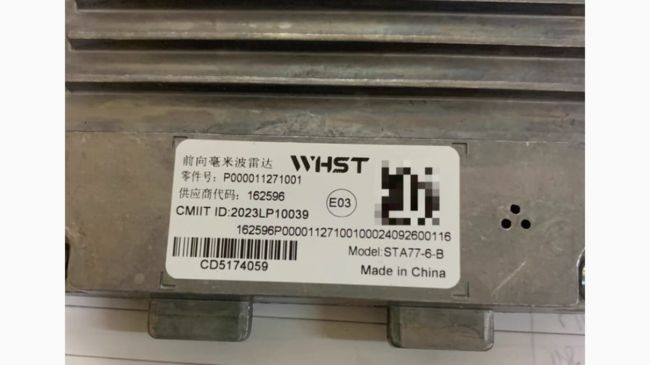 前向毫米波雷达 WHST
零件号: P000011271001
供应商代码: 162596
CMIIT ID:2023LP10039
E03
162596P00001127100100024092600116
Model:STA77-6-B
CD5174059
Made in China